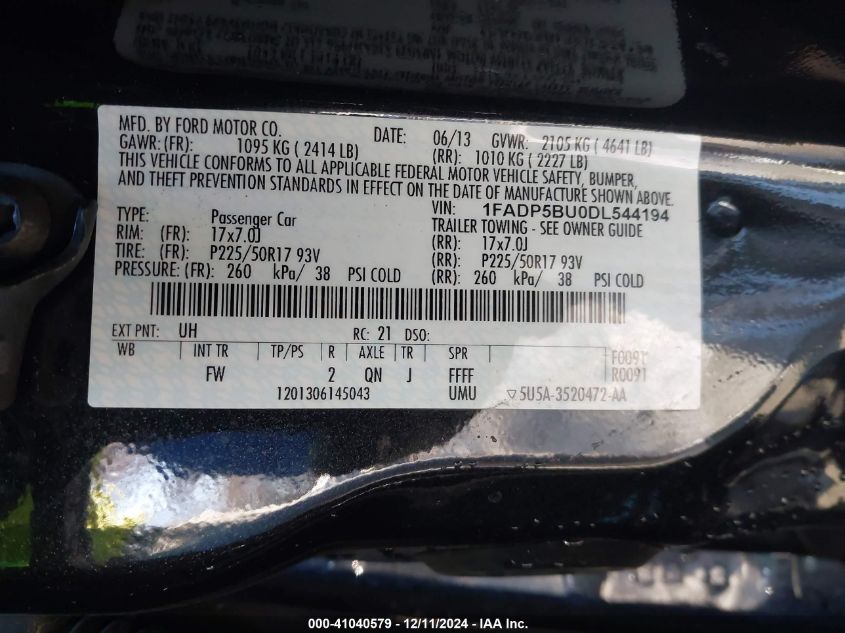 MFD. BY FORD MOTOR CO.
DATE: 06/13 GVWR: 2105 KG ( 4641 LB)
GAWR: (FR): 1095 KG ( 2414 LB) (RR): 1010 KG ( 2227 LB)
THIS VEHICLE CONFORMS TO ALL APPLICABLE FEDERAL MOTOR VEHICLE SAFETY, BUMPER,
AND THEFT PREVENTION STANDARDS IN EFFECT ON THE DATE OF MANUFACTURE SHOWN ABOVE.
VIN: 1FADP5BU0DL544194
TYPE: Passenger Car TRAILER TOWING - SEE OWNER GUIDE
RIM: (FR): 17x7.0J (RR): 17x7.0J
TIRE: (FR): P225/50R17 93V (RR): P225/50R17 93V
PRESSURE: (FR): 260 kPa/ 38 PSI COLD (RR): 260 kPa/ 38 PSI COLD
EXT PNT: UH RC: 21 DSO:
WB INT TR TP/PS R AXLE TR SPR F0091
FW 2 QN J FFFF R0091
1201306145043 UMU ▽5U5A-3520472-AA
000-41040579 - 12/11/2024 - IAA Inc.